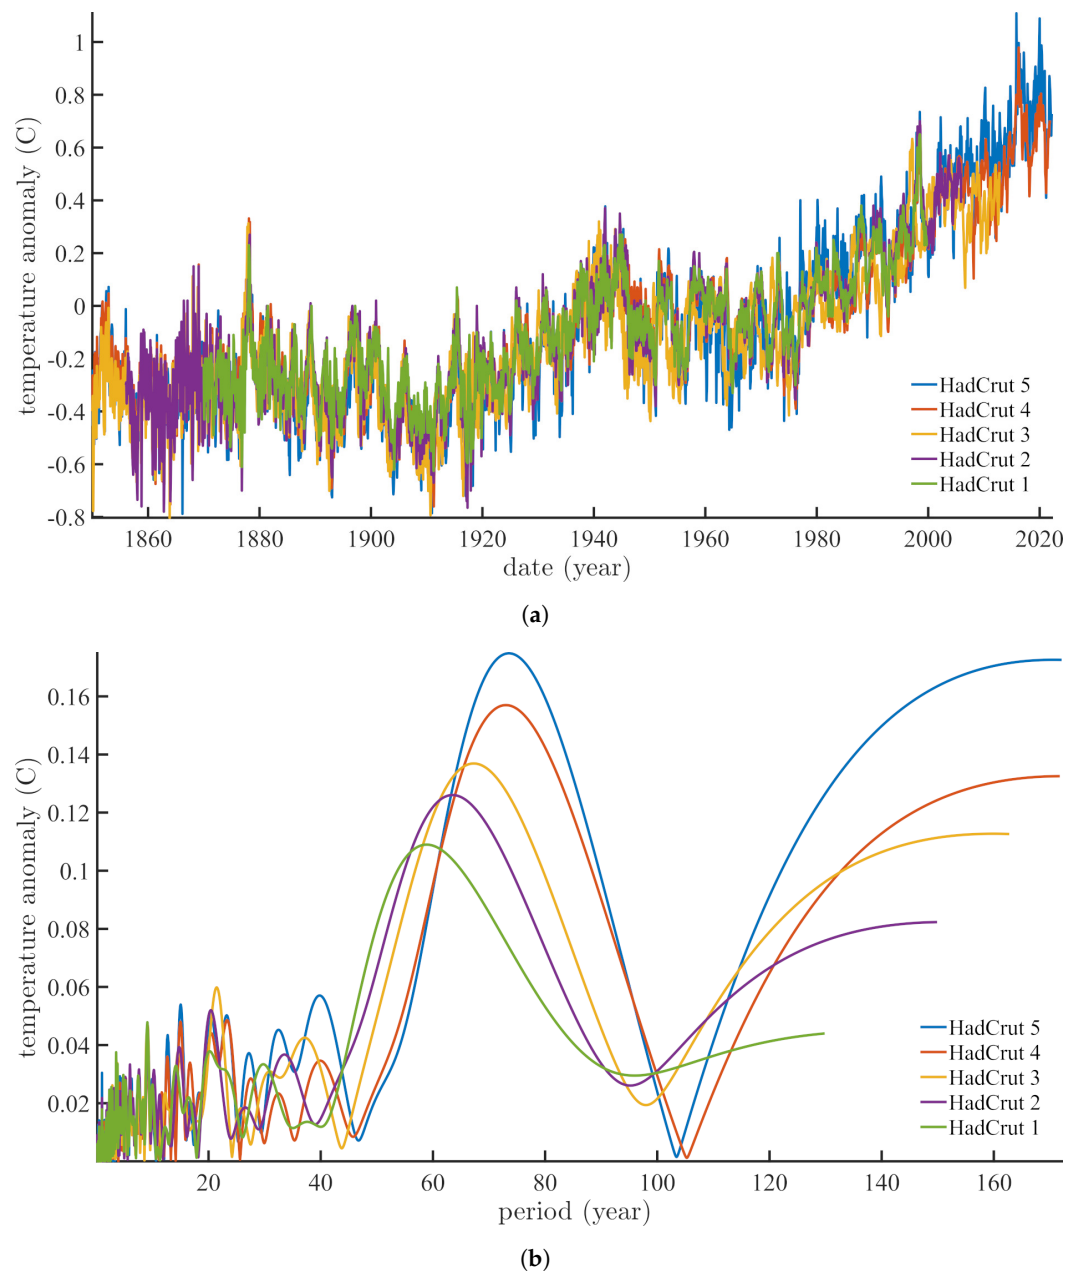 temperature anomaly (C)
1
0.8
0.6
0.4
0.2
0
-0.2
-0.4
-0.6
-0.8
HadCrut 5
HadCrut 4
HadCrut 3
HadCrut 2
HadCrut 1
1860 1880 1900 1920 1940 1960 1980 2000 2020
date (year)
(a)
temperature anomaly (C)
0.16
0.14
0.12
0.1
0.08
0.06
0.04
0.02
HadCrut 5
HadCrut 4
HadCrut 3
HadCrut 2
HadCrut 1
20 40 60 80 100 120 140 160
period (year)
(b)